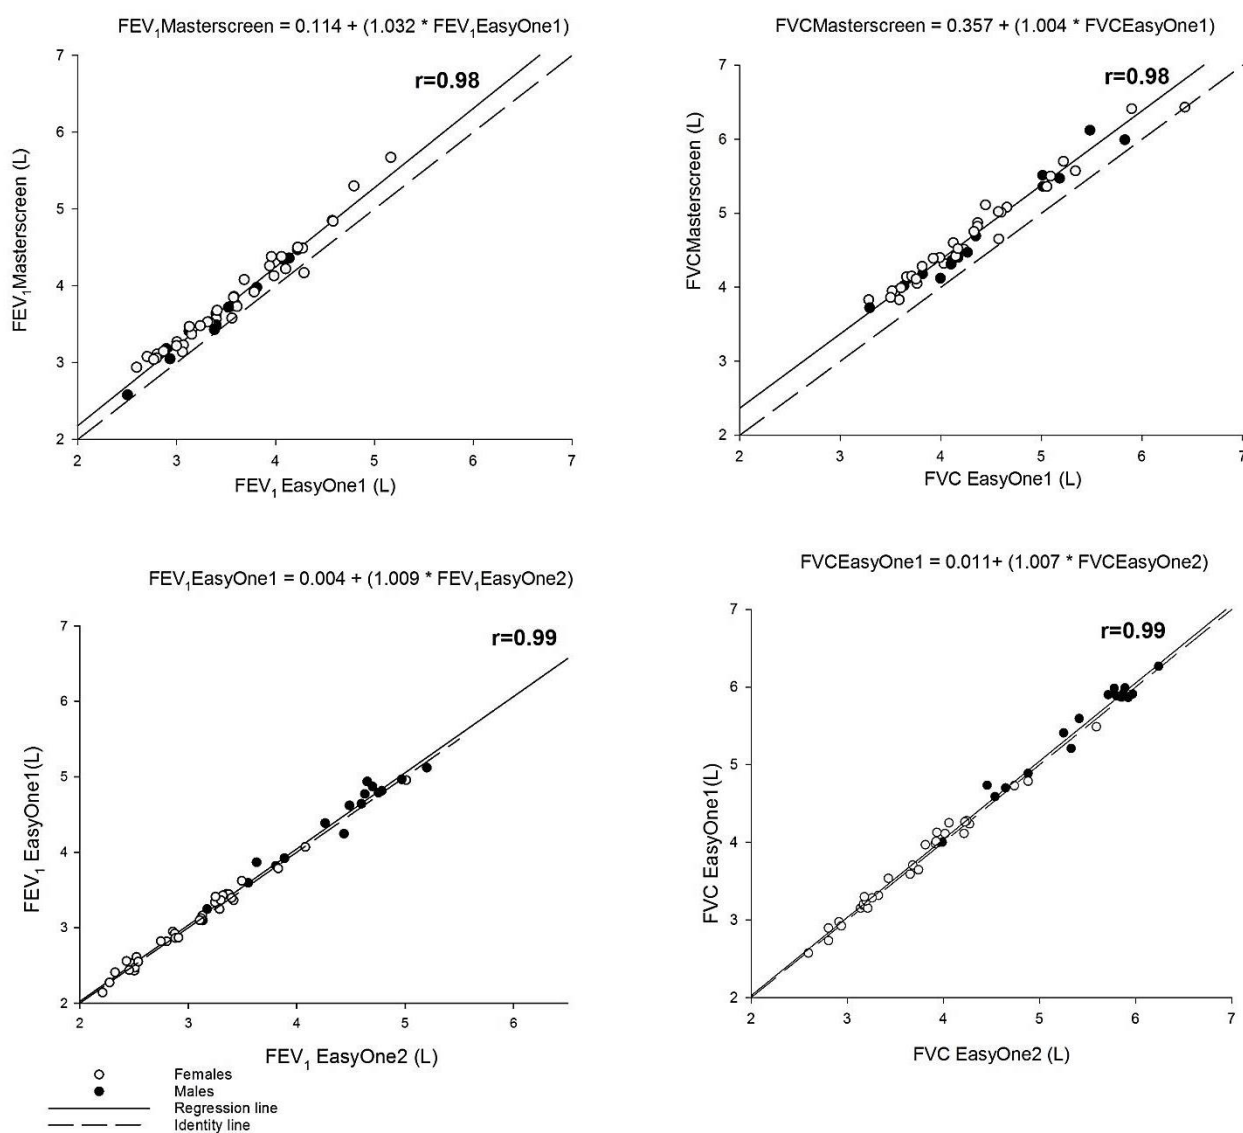 FEV₁Masterscreen = 0.114 + (1.032 * FEV₁EasyOne1)
r=0.98
FEV₁Masterscreen (L)
7
6
5
4
3
2
2 3 4 5 6 7
FEV₁ EasyOne1 (L)
FVCMasterscreen = 0.357 + (1.004 * FVCEasyOne1)
r=0.98
FVCMasterscreen (L)
7
6
5
4
3
2
2 3 4 5 6 7
FVC EasyOne1 (L)
FEV₁EasyOne1 = 0.004 + (1.009 * FEV₁EasyOne2)
r=0.99
FEV₁ EasyOne1(L)
7
6
5
4
3
2
2 3 4 5 6
FEV₁ EasyOne2 (L)
FVCEasyOne1 = 0.011+ (1.007 * FVCEasyOne2)
r=0.99
FVC EasyOne1(L)
7
6
5
4
3
2
2 3 4 5 6 7
FVC EasyOne2 (L)
Females
Males
Regression line
Identity line